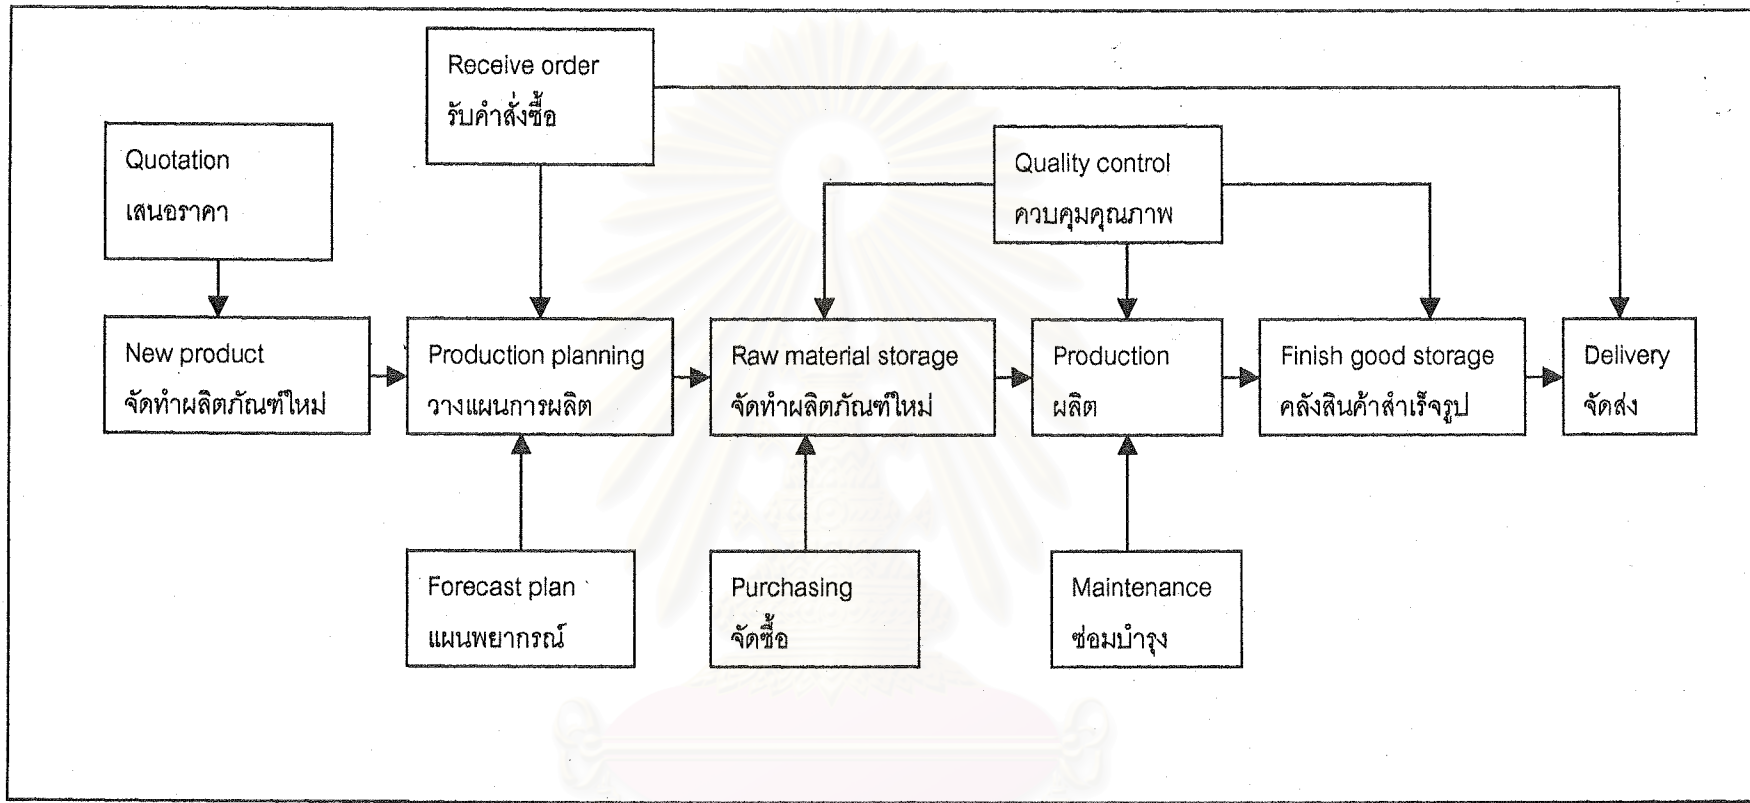 Receive order
รับคำสั่งซื้อ
Quotation
เสนอราคา
Quality control
ควบคุมคุณภาพ
New product
จัดทำผลิตภัณฑ์ใหม่
Production planning
วางแผนการผลิต
Raw material storage
จัดทำผลิตภัณฑ์ใหม่
Production
ผลิต
Finish good storage
คลังสินค้าสำเร็จรูป
Delivery
จัดส่ง
Forecast plan
แผนพยากรณ์
Purchasing
จัดซื้อ
Maintenance
ซ่อมบำรุง